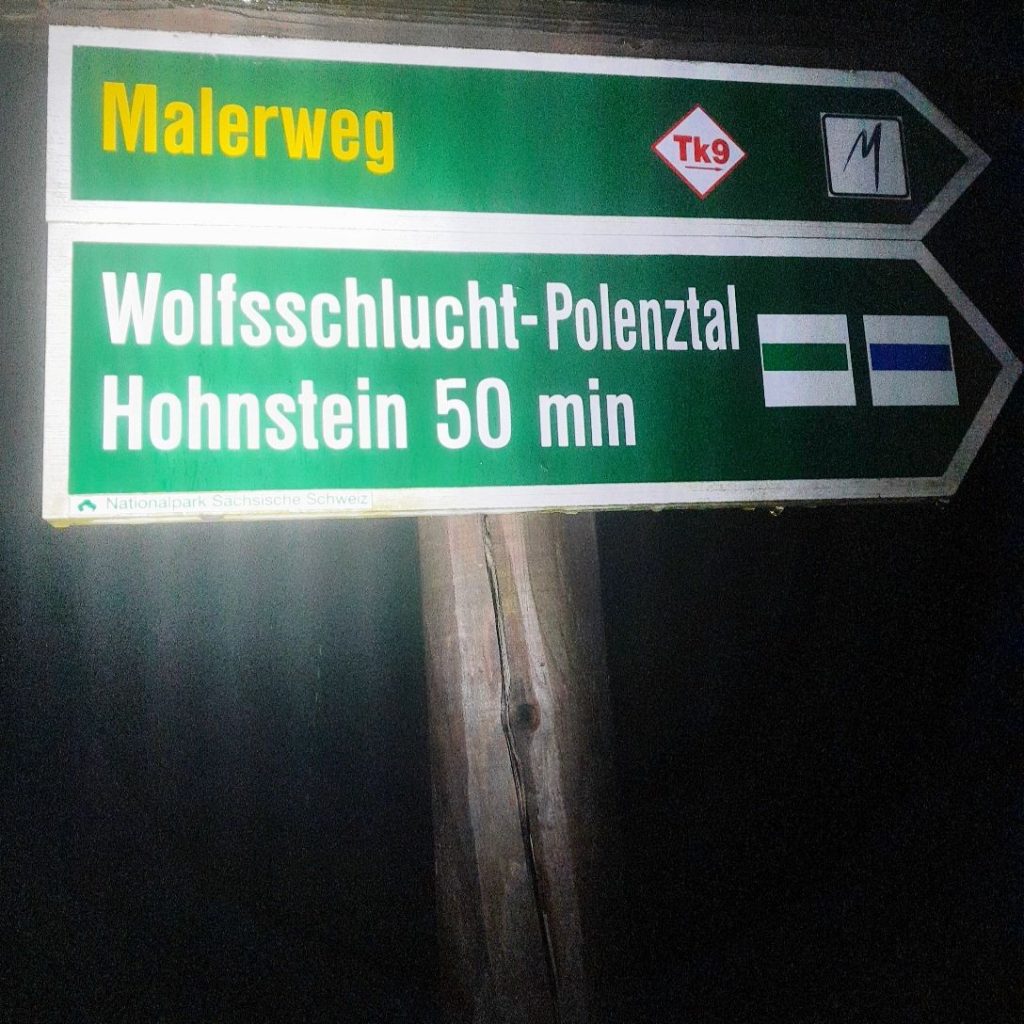 Malerweg
Tk9
M
Wolfsschlucht-Polenztal
Hohnstein 50 min
Nationalpark Sächsische Schweiz